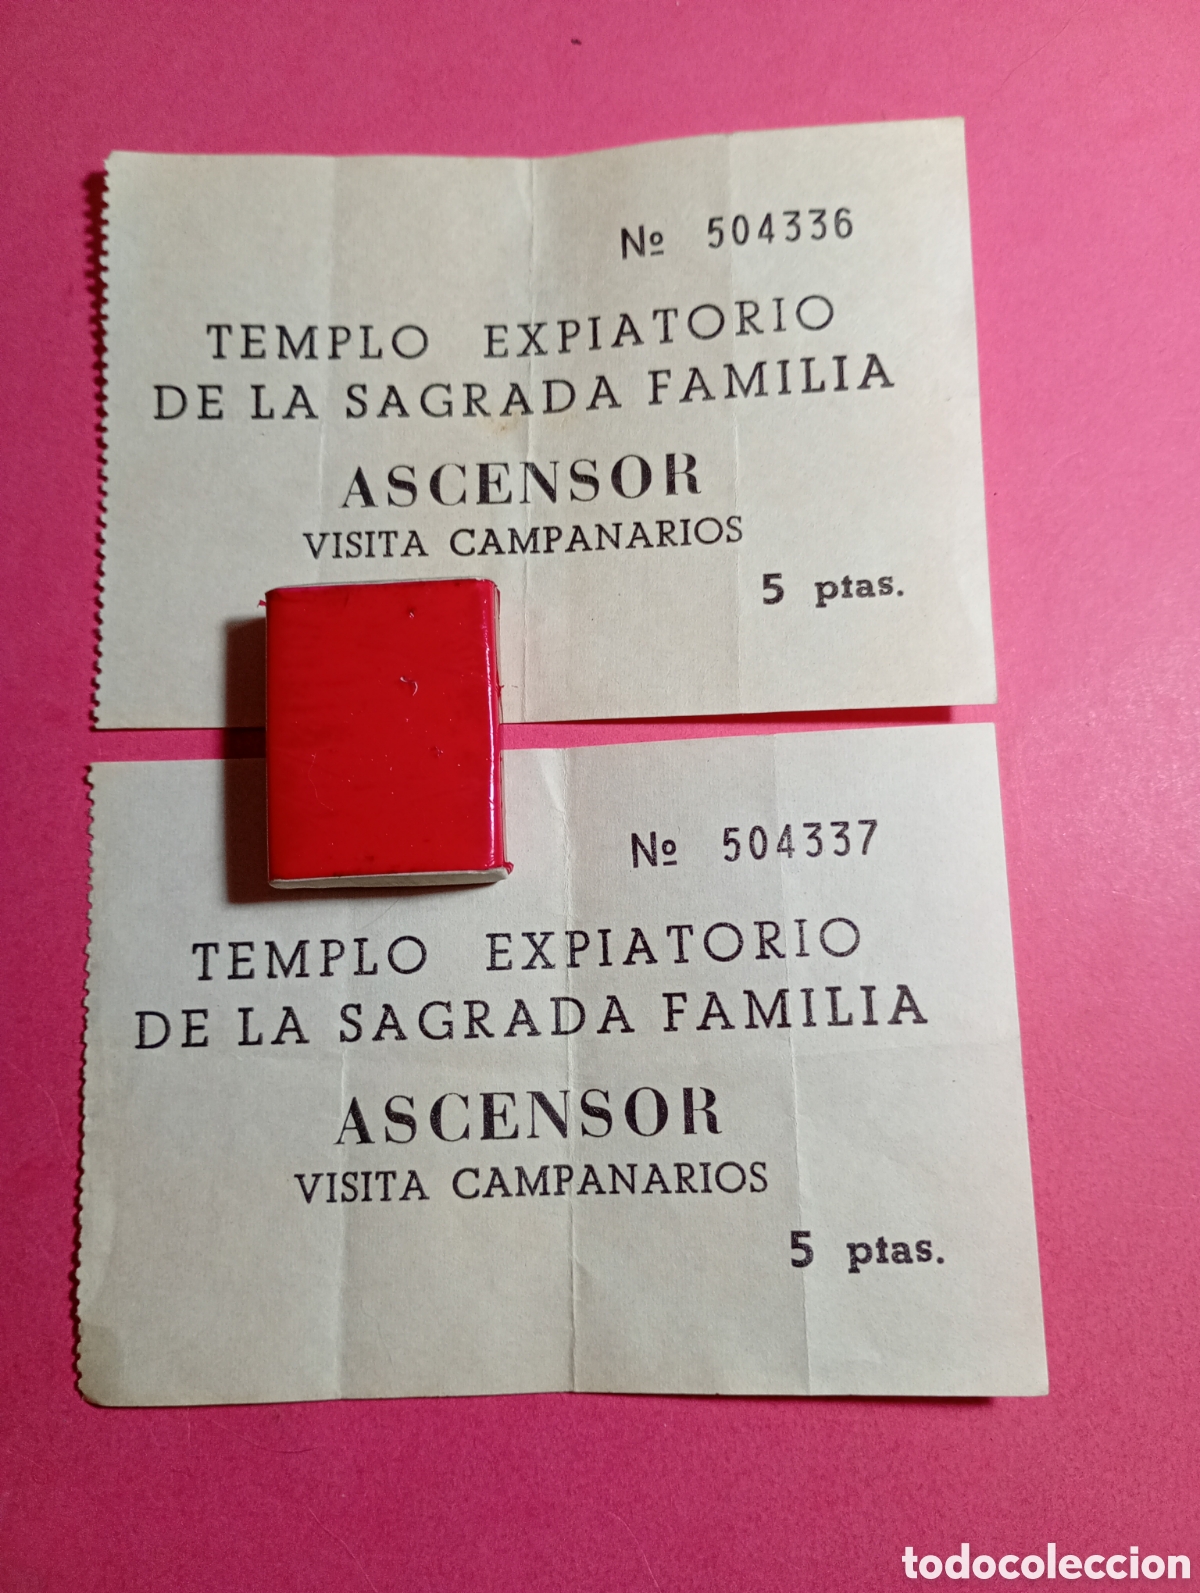 Nº 504336
TEMPLO EXPIATORIO
DE LA SAGRADA FAMILIA
ASCENSOR
VISITA CAMPANARIOS
5 ptas.
Nº 504337
TEMPLO EXPIATORIO
DE LA SAGRADA FAMILIA
ASCENSOR
VISITA CAMPANARIOS
5 ptas.
todocoleccion